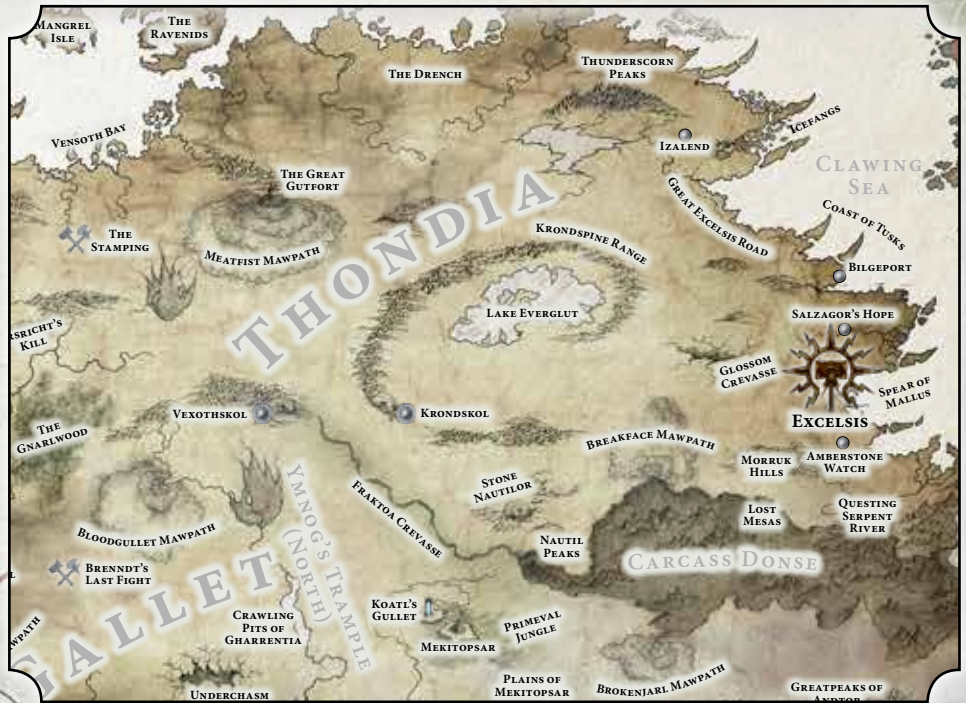 MANGREL
ISLE
THE
RAVENIDS
THE DRENCH
THUNDERSCORN
PEAKS
ICEFANGS
VENSOTH BAY
IZALEND
CLAWING
SEA
THE GREAT
GUTFORT
GREAT EXCELSIS ROAD
COAST OF TUSKS
THE
STAMPING
MEATFIST MAWPATH
THONDIA
KRONDSPINE RANGE
BILGEPORT
LAKE EVERGLUT
SALZAGOR'S HOPE
RSRICHT'S
KILL
GLOSSOM
CREVASSE
SPEAR OF
MALLUS
VEXOTHSKOL
KRONDSKOL
EXCELSIS
THE
GNARLWOOD
BREAKFACE MAWPATH
MORRUK
HILLS
AMBERSTONE
WATCH
STONE
NAUTILOR
YMNOG'S TRAMPLE
(NORTH)
FRAKTOA CREVASSE
LOST
MESAS
QUESTING
SERPENT
RIVER
BLOODGULLET MAWPATH
NAUTIL
PEAKS
CARCASS DONSE
L
BRENNDT'S
LAST FIGHT
GALLET
KOATL'S
GULLET
CRAWLING
PITS OF
GHARRENTIA
PRIMEVAL
JUNGLE
WPATH
MEKITOPSAR
UNDERCHASM
PLAINS OF
MEKITOPSAR
BROKENJARL MAWPATH
GREATPEAKS OF
ANDTOR